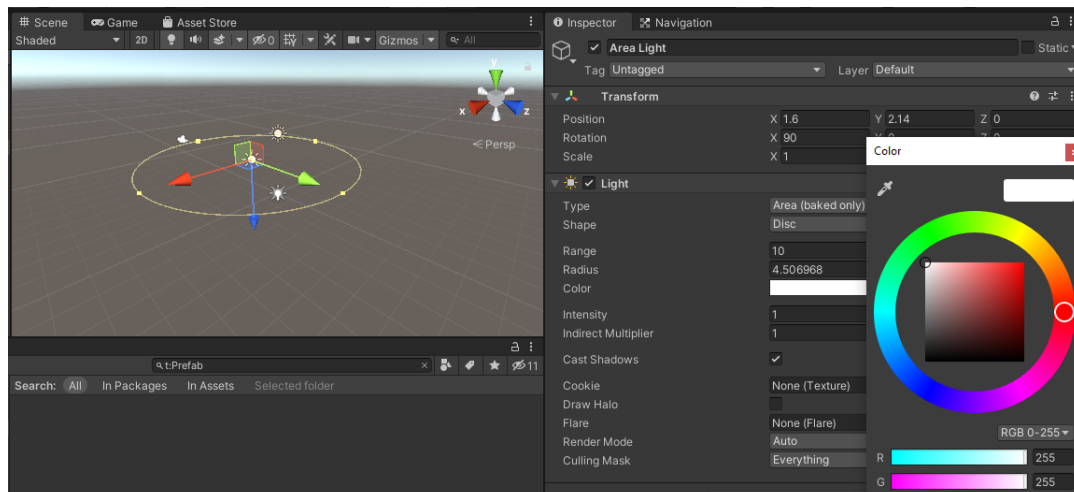 Scene Game Asset Store
Shaded 2D 0 Gizmos All
y
x z
Persp
t:Prefab 11
Search: All In Packages In Assets Selected folder
Inspector Navigation
Area Light Static
Tag Untagged Layer Default
Transform
Position X 1.6 Y 2.14 Z 0
Rotation X 90
Scale X 1
Light
Type Area (baked only)
Shape Disc
Range 10
Radius 4.506968
Color
Intensity 1
Indirect Multiplier 1
Cast Shadows
Cookie None (Texture)
Draw Halo
Flare None (Flare)
Render Mode Auto
Culling Mask Everything
Color
RGB 0-255
R 255
G 255